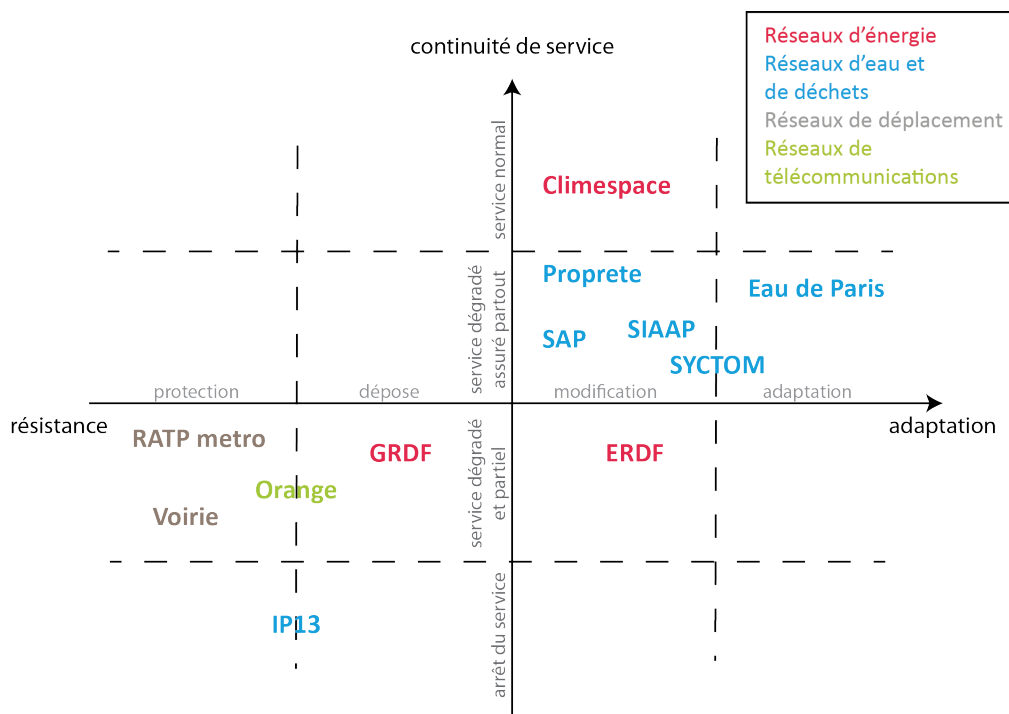 Réseaux d’énergie
Réseaux d’eau et
de déchets
Réseaux de déplacement
Réseaux de
télécommunications
continuité de service
service normal
Climespace
service dégradé
assuré partout
Proprete
Eau de Paris
SAP
SIAAP
SYCTOM
protection
dépose
modification
adaptation
résistance
adaptation
service dégradé
et partiel
RATP metro
GRDF
ERDF
Orange
Voirie
arrêt du service
IP13